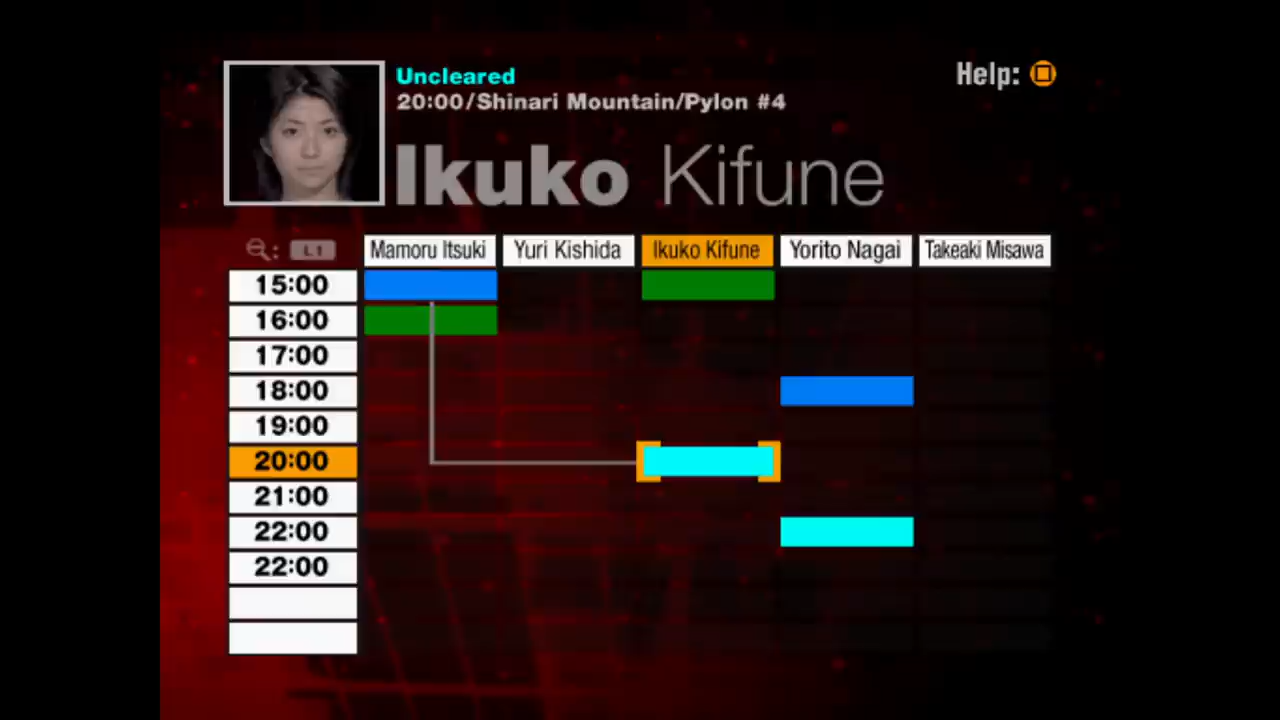 Uncleared
Help:
20:00/Shinari Mountain/Pylon #4
Ikuko Kifune
L1
Mamoru Itsuki
Yuri Kishida
Ikuko Kifune
Yorito Nagai
Takeaki Misawa
15:00
16:00
17:00
18:00
19:00
20:00
21:00
22:00
22:00